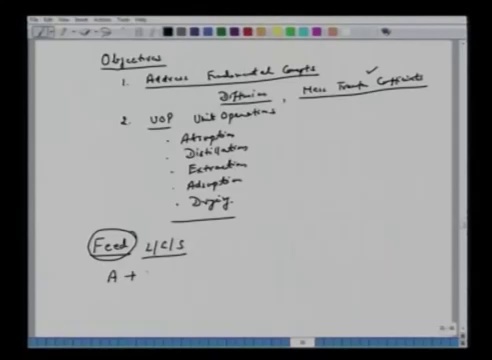 Objectives
1. Address Fundamental Concepts
Diffusion, Mass Transfer Coefficients
2. UOP Unit Operations
• Absorption
• Distillation
• Extraction
• Adsorption
• Drying
Feed L/G/S
A +